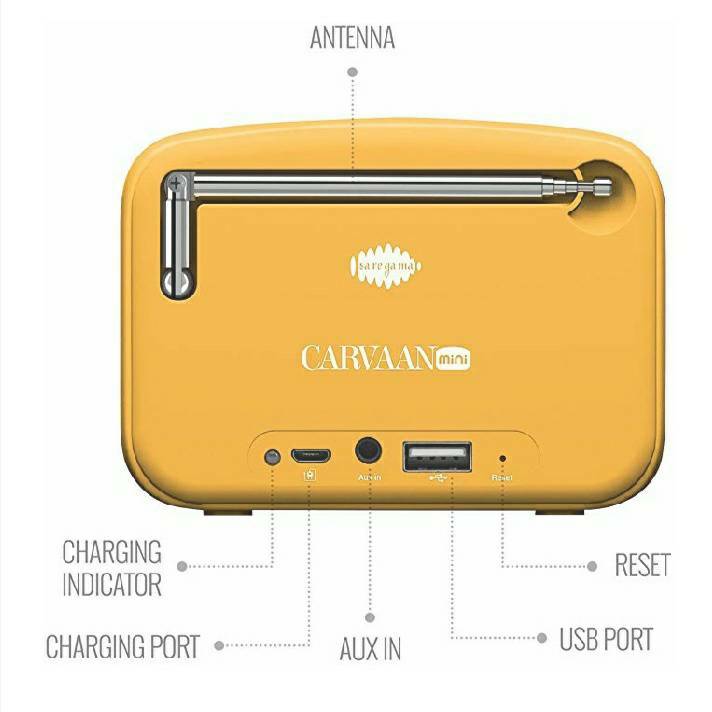 ANTENNA
saregama
CARVAAN mini
Aux in
Reset
CHARGING
INDICATOR
RESET
CHARGING PORT
AUX IN
USB PORT